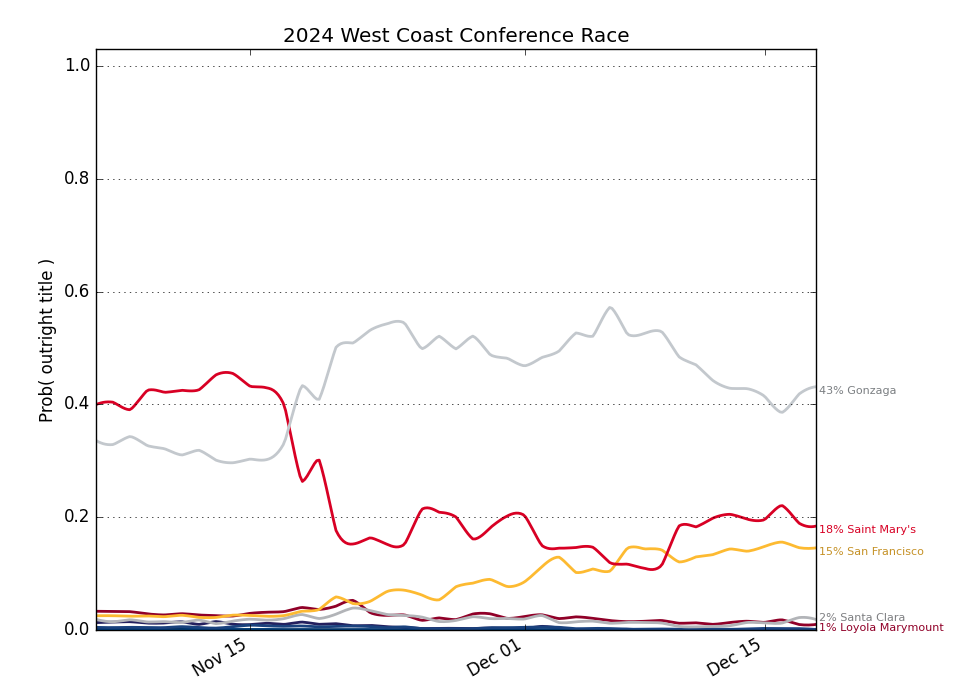 2024 West Coast Conference Race
1.0
0.8
0.6
0.4
0.2
0.0
Prob( outright title )
Nov 15
Dec 01
Dec 15
43% Gonzaga
18% Saint Mary's
15% San Francisco
2% Santa Clara
1% Loyola Marymount